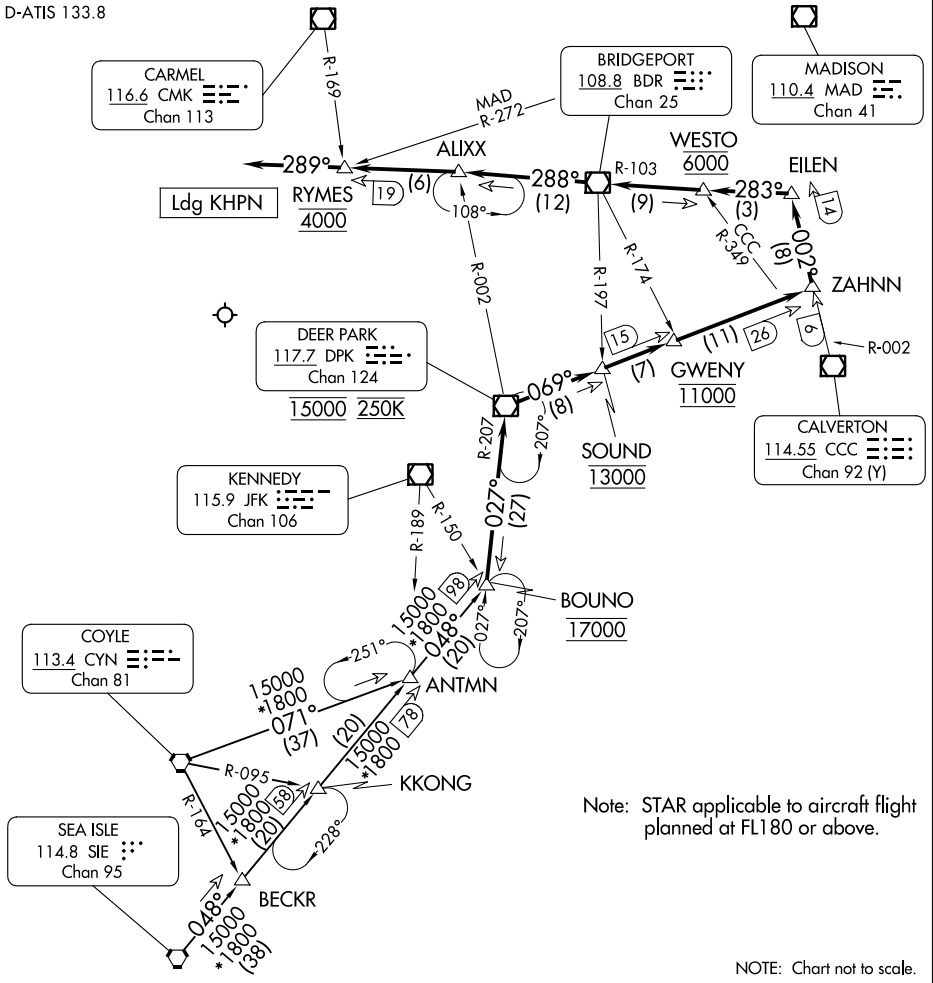 D-ATIS 133.8
CARMEL
116.6 CMK
Chan 113
R-169
MAD
R-272
BRIDGEPORT
108.8 BDR
Chan 25
MADISON
110.4 MAD
Chan 41
WESTO
6000
EILEN
ALIXX
R-103
289°
RYMES
4000
19
(6)
108°
288°
(12)
(9)
283°
(3)
14
Ldg KHPN
CCC
R-349
002°
(8)
R-002
R-197
R-174
ZAHNN
DEER PARK
117.7 DPK
Chan 124
15000 250K
15
(11)
26
9
R-002
069°
(8)
(7)
GWENY
11000
R-207
207°
SOUND
13000
CALVERTON
114.55 CCC
Chan 92 (Y)
KENNEDY
115.9 JFK
Chan 106
R-189
R-150
027°
(27)
15000
*1800
98
048°
(20)
027°
207°
BOUNO
17000
COYLE
113.4 CYN
Chan 81
251°
15000
*1800
071°
(37)
ANTMN
(20)
15000
*1800
78
R-095
R-164
KKONG
15000
*1800
58
(20)
228°
SEA ISLE
114.8 SIE
Chan 95
BECKR
048°
15000
*1800
(38)
Note: STAR applicable to aircraft flight
planned at FL180 or above.
NOTE: Chart not to scale.